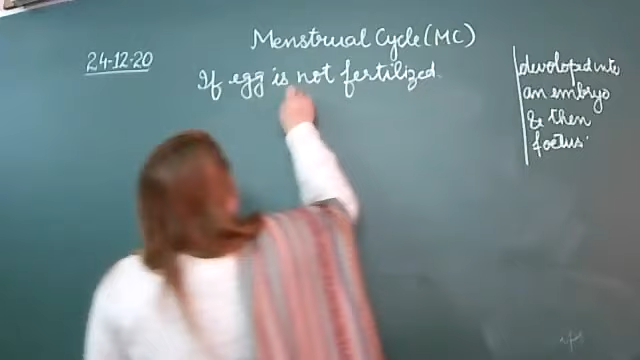 Menstrual Cycle (MC)
24-12-20
If egg is not fertilized
developed into
an embryo
& then
foetus.